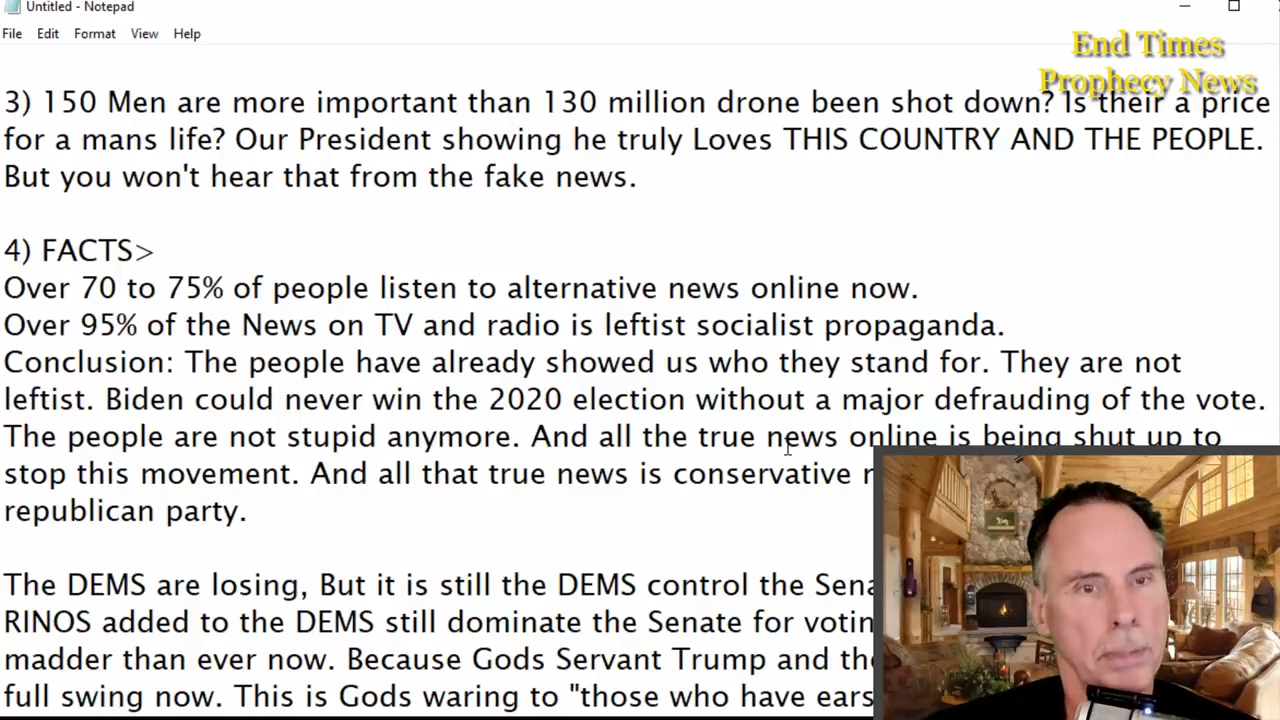 Untitled - Notepad
File Edit Format View Help
End Times
Prophecy News
3) 150 Men are more important than 130 million drone been shot down? Is their a price
for a mans life? Our President showing he truly Loves THIS COUNTRY AND THE PEOPLE.
But you won't hear that from the fake news.
4) FACTS>
Over 70 to 75% of people listen to alternative news online now.
Over 95% of the News on TV and radio is leftist socialist propaganda.
Conclusion: The people have already showed us who they stand for. They are not
leftist. Biden could never win the 2020 election without a major defrauding of the vote.
The people are not stupid anymore. And all the true news online is being shut up to
stop this movement. And all that true news is conservative
republican party.
The DEMS are losing, But it is still the DEMS control the
RINOS added to the DEMS still dominate the Senate for
madder than ever now. Because Gods Servant Trump and
full swing now. This is Gods waring to "those who have ears